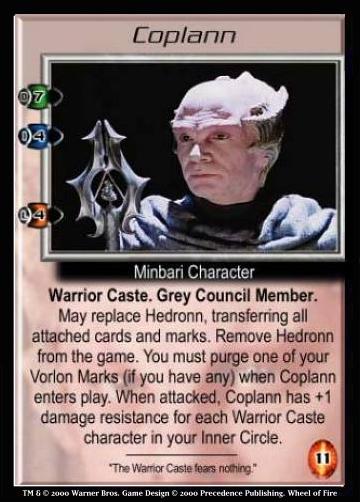 Coplann
D 7
I 4
L 4
Minbari Character
Warrior Caste. Grey Council Member.
May replace Hedronn, transferring all
attached cards and marks. Remove Hedronn
from the game. You must purge one of your
Vorlon Marks (if you have any) when Coplann
enters play. When attacked, Coplann has +1
damage resistance for each Warrior Caste
character in your Inner Circle.
11
"The Warrior Caste fears nothing."
TM & © 2000 Warner Bros. Game Design © 2000 Precedence Publishing. Wheel of Fire